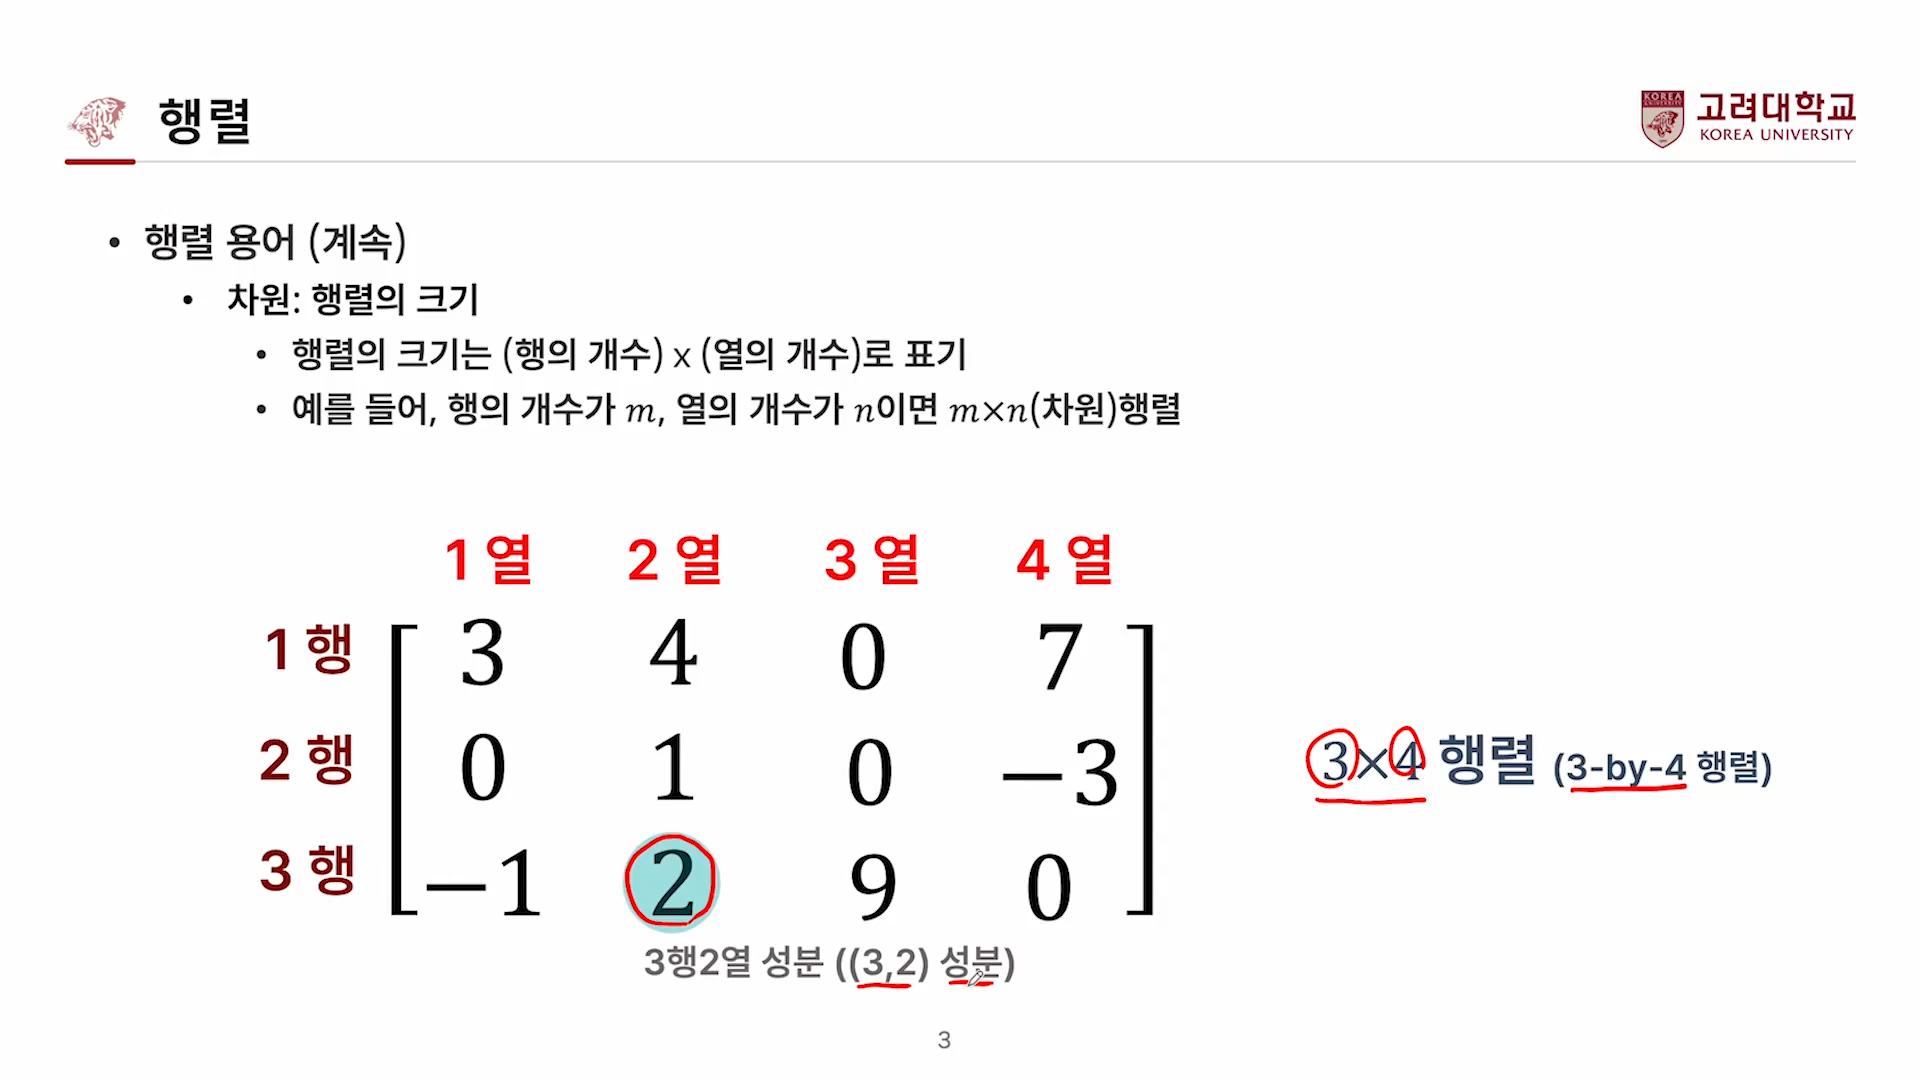 행렬
KOREA
UNIVERSITY
고려대학교
KOREA UNIVERSITY
• 행렬 용어 (계속)
• 차원: 행렬의 크기
• 행렬의 크기는 (행의 개수) x (열의 개수)로 표기
• 예를 들어, 행의 개수가 m, 열의 개수가 n이면 m×n(차원)행렬
1 열 2 열 3 열 4 열
1 행 3 4 0 7
2 행 0 1 0 −3
3 행 −1 2 9 0
3×4 행렬 (3-by-4 행렬)
3행2열 성분 ((3,2) 성분)
3